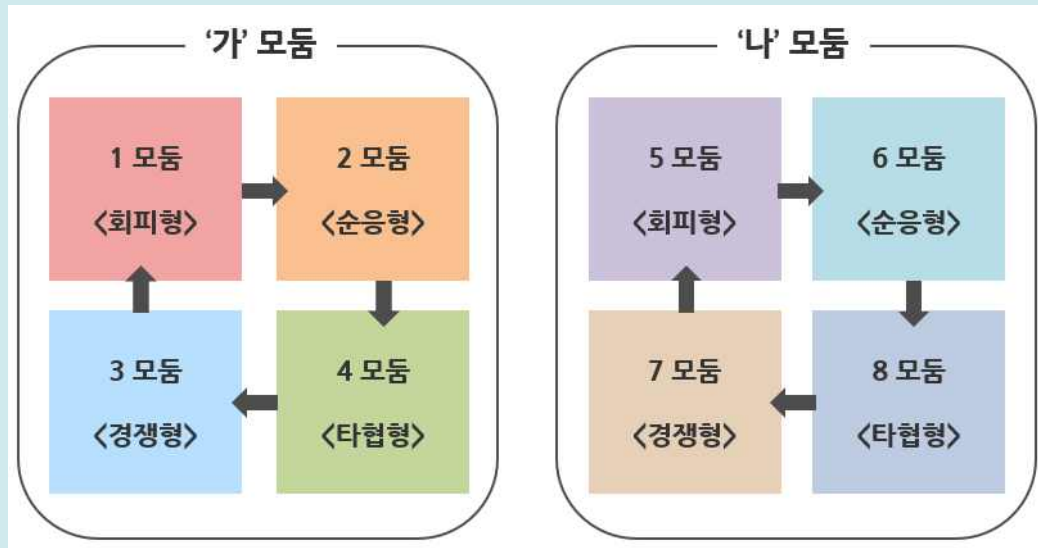 ‘가’ 모둠
1 모둠
<회피형>
2 모둠
<순응형>
3 모둠
<경쟁형>
4 모둠
<타협형>
‘나’ 모둠
5 모둠
<회피형>
6 모둠
<순응형>
7 모둠
<경쟁형>
8 모둠
<타협형>